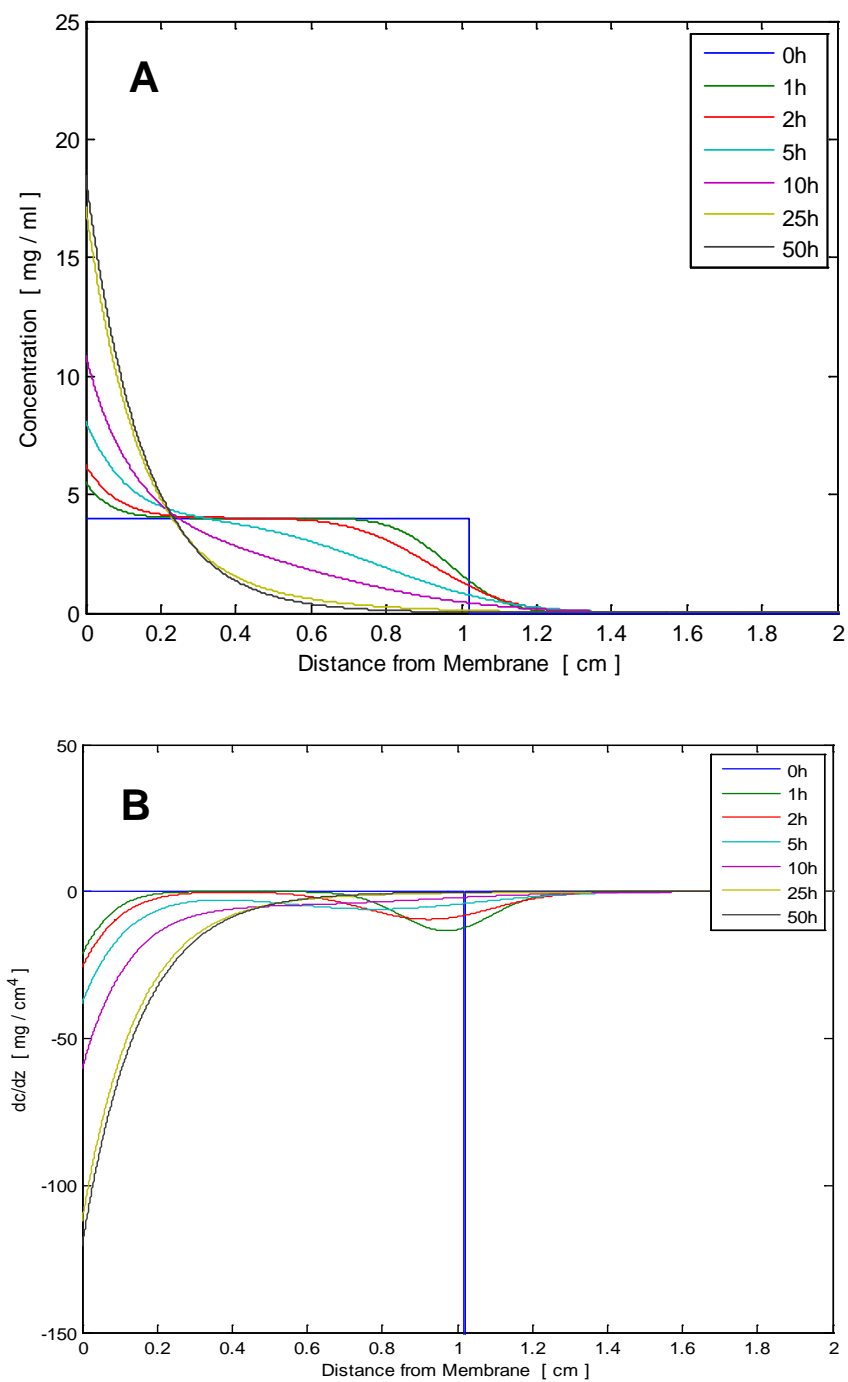 A
25
20
15
10
5
0
Concentration [ mg / ml ]
0h
1h
2h
5h
10h
25h
50h
0 0.2 0.4 0.6 0.8 1 1.2 1.4 1.6 1.8 2
Distance from Membrane [ cm ]
B
50
0
-50
-100
-150
dc/dz [ mg / cm⁴ ]
0h
1h
2h
5h
10h
25h
50h
0 0.2 0.4 0.6 0.8 1 1.2 1.4 1.6 1.8 2
Distance from Membrane [ cm ]